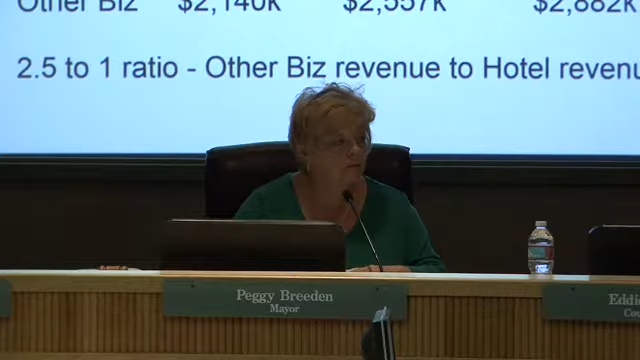 Other Biz $2,140k $2,557k $2,882k
2.5 to 1 ratio - Other Biz revenue to Hotel revenu
Peggy Breeden
Mayor
Eddi
Cou